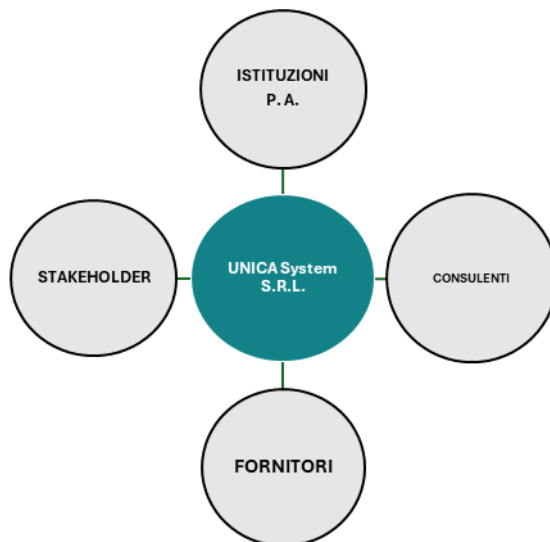 ISTITUZIONI
P. A.
STAKEHOLDER
UNICA System
S.R.L.
CONSULENTI
FORNITORI